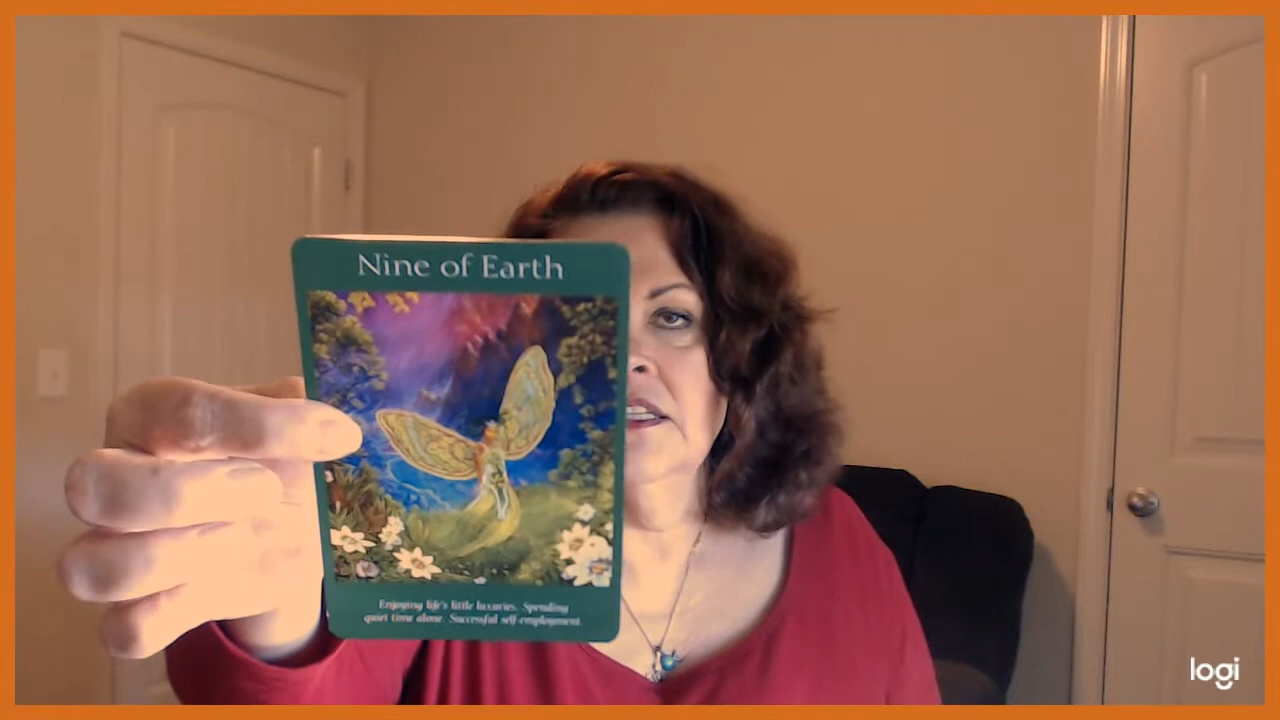 Nine of Earth
Enjoying life's little luxuries. Spending
quiet time alone. Successful self-employment.
logi